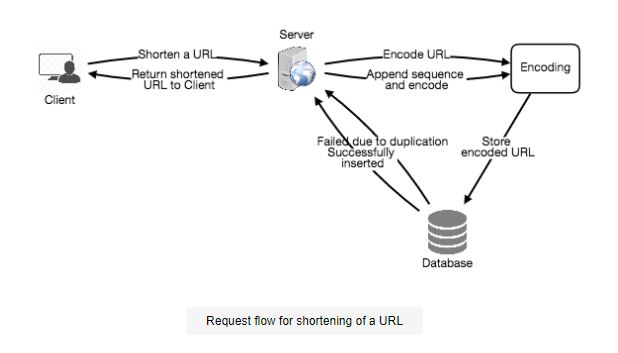 Server
Shorten a URL
Encode URL
Return shortened
URL to Client
Append sequence
and encode
Encoding
Client
Failed due to duplication
Successfully
inserted
Store
encoded URL
Database
Request flow for shortening of a URL